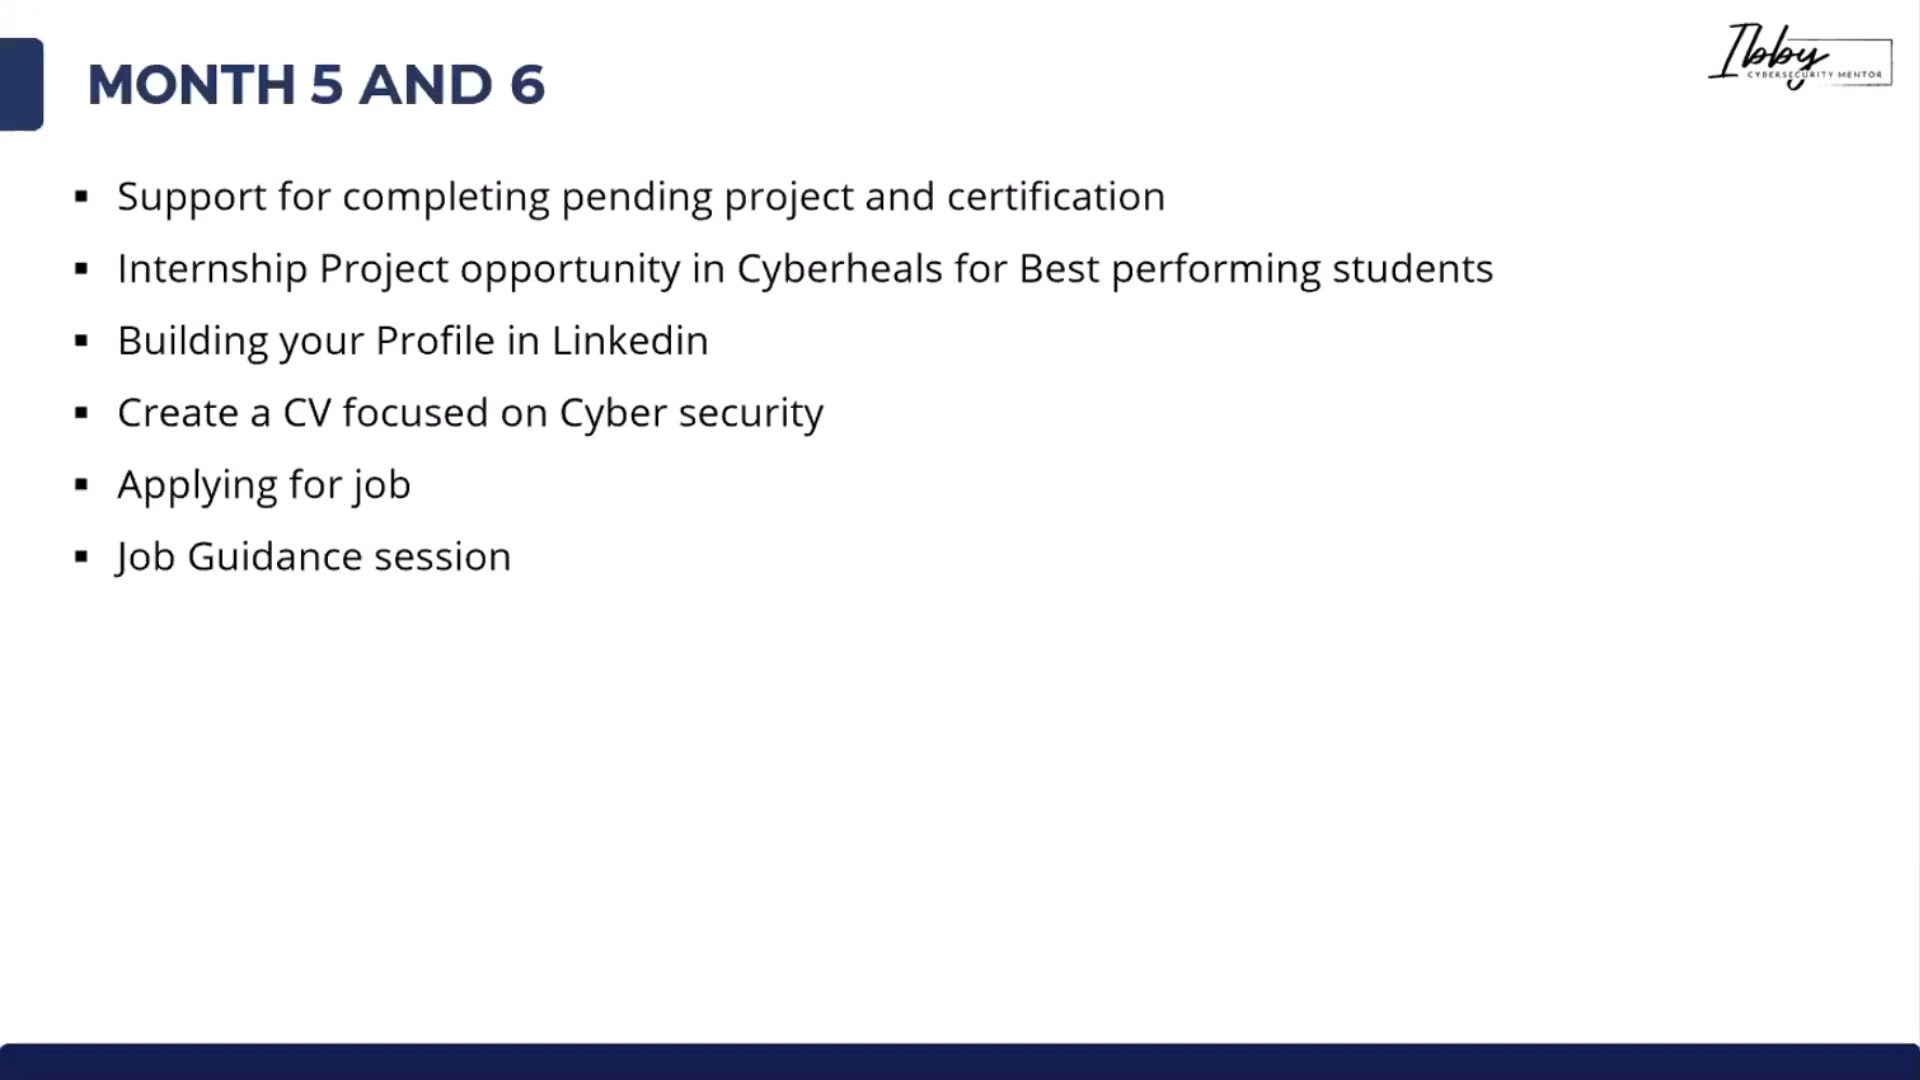 Ibby
CYBERSECURITY MENTOR
MONTH 5 AND 6
▪ Support for completing pending project and certification
▪ Internship Project opportunity in Cyberheals for Best performing students
▪ Building your Profile in Linkedin
▪ Create a CV focused on Cyber security
▪ Applying for job
▪ Job Guidance session